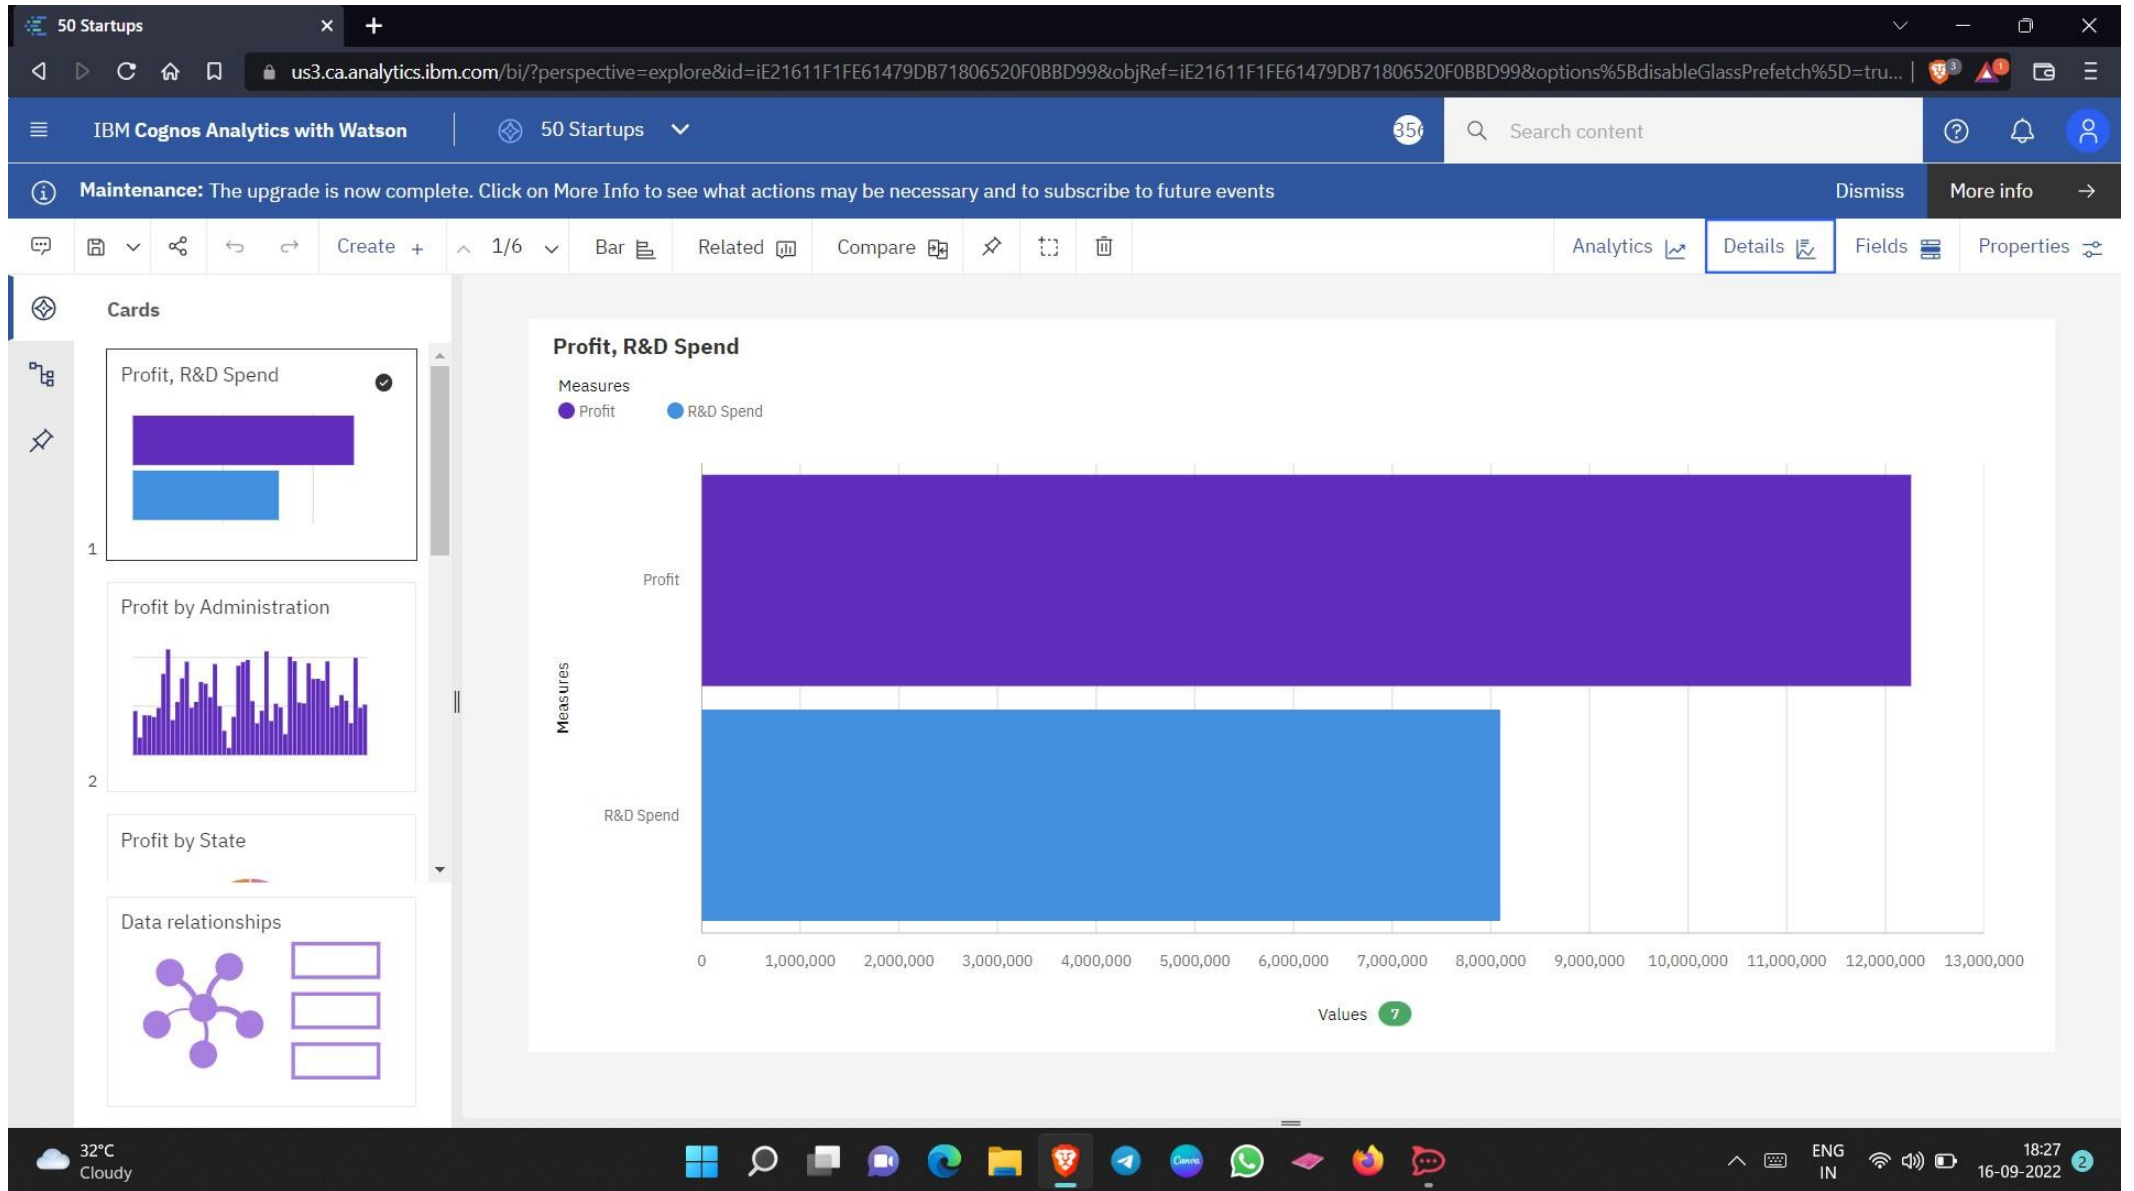 50 Startups
us3.ca.analytics.ibm.com/bi/?perspective=explore&id=iE21611F1FE61479DB71806520F0BBD99&objRef=iE21611F1FE61479DB71806520F0BBD99&options%5BdisableGlassPrefetch%5D=tru...
3
1
IBM Cognos Analytics with Watson
50 Startups
356
Search content
Maintenance: The upgrade is now complete. Click on More Info to see what actions may be necessary and to subscribe to future events
Dismiss
More info
Create
1/6
Bar
Related
Compare
Analytics
Details
Fields
Properties
Cards
Profit, R&D Spend
1
Profit by Administration
2
Profit by State
Data relationships
Profit, R&D Spend
Measures
Profit R&D Spend
Profit
R&D Spend
Measures
0 1,000,000 2,000,000 3,000,000 4,000,000 5,000,000 6,000,000 7,000,000 8,000,000 9,000,000 10,000,000 11,000,000 12,000,000 13,000,000
Values 7
32°C
Cloudy
Canva
ENG
IN
18:27
16-09-2022
2